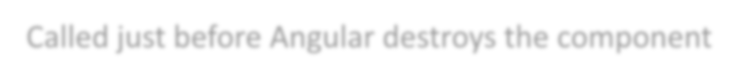 Called just before Angular destroys the component